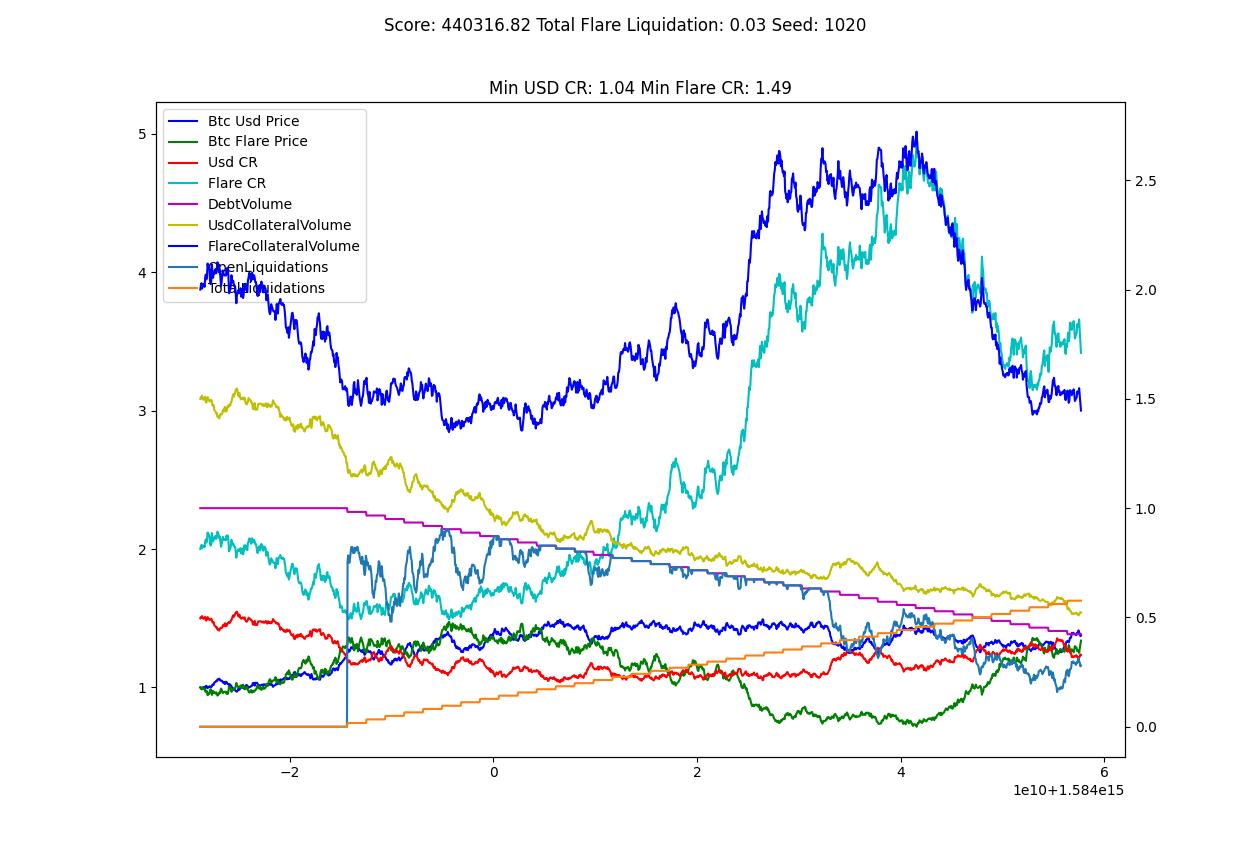 Score: 440316.82 Total Flare Liquidation: 0.03 Seed: 1020
Min USD CR: 1.04 Min Flare CR: 1.49
Btc Usd Price
Btc Flare Price
Usd CR
Flare CR
DebtVolume
UsdCollateralVolume
FlareCollateralVolume
OpenLiquidations
TotalLiquidations
5
4
3
2
1
2.5
2.0
1.5
1.0
0.5
0.0
−2 0 2 4 6
1e10+1.584e15